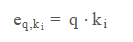 e_{q,k_i} = q · k_i